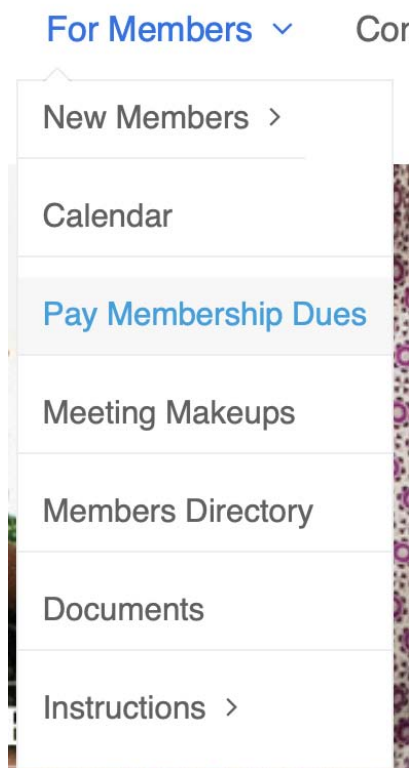 For Members
New Members
Calendar
Pay Membership Dues
Meeting Makeups
Members Directory
Documents
Instructions